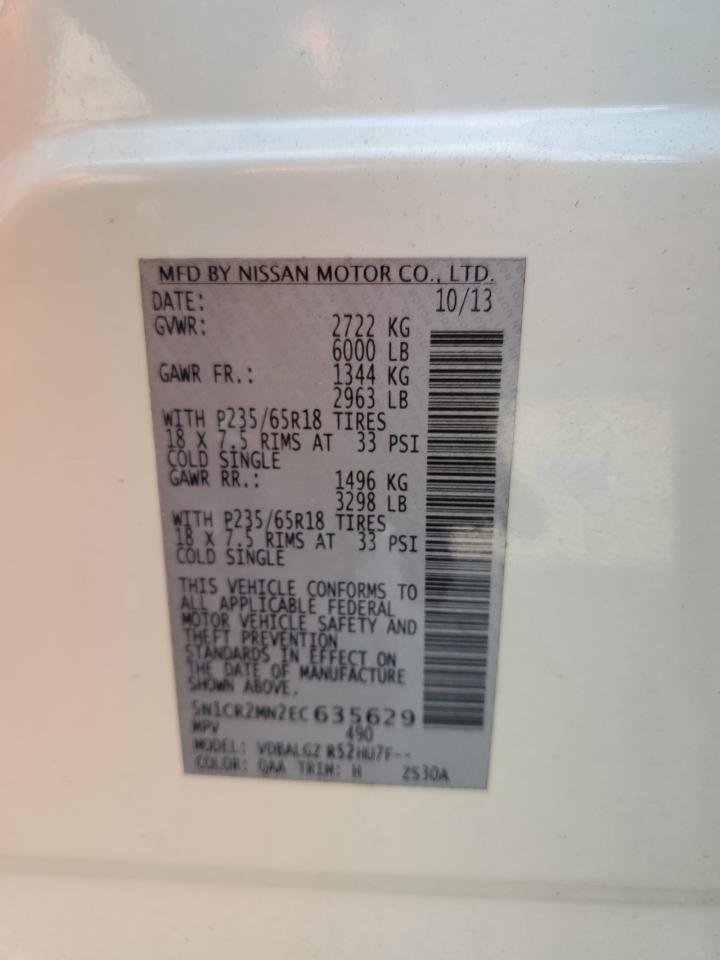 MFD BY NISSAN MOTOR CO., LTD.
DATE: 10/13
GVWR: 2722 KG
6000 LB
GAWR FR.: 1344 KG
2963 LB
WITH P235/65R18 TIRES
18 X 7.5 RIMS AT 33 PSI
COLD SINGLE
GAWR RR.: 1496 KG
3298 LB
WITH P235/65R18 TIRES
18 X 7.5 RIMS AT 33 PSI
COLD SINGLE
THIS VEHICLE CONFORMS TO
ALL APPLICABLE FEDERAL
MOTOR VEHICLE SAFETY AND
THEFT PREVENTION
STANDARDS IN EFFECT ON
THE DATE OF MANUFACTURE
SHOWN ABOVE.
5N1CR2MN2EC635629
MPV 490
MODEL: R52HU7F--
COLOR: QAA TRIM: H 2S30A